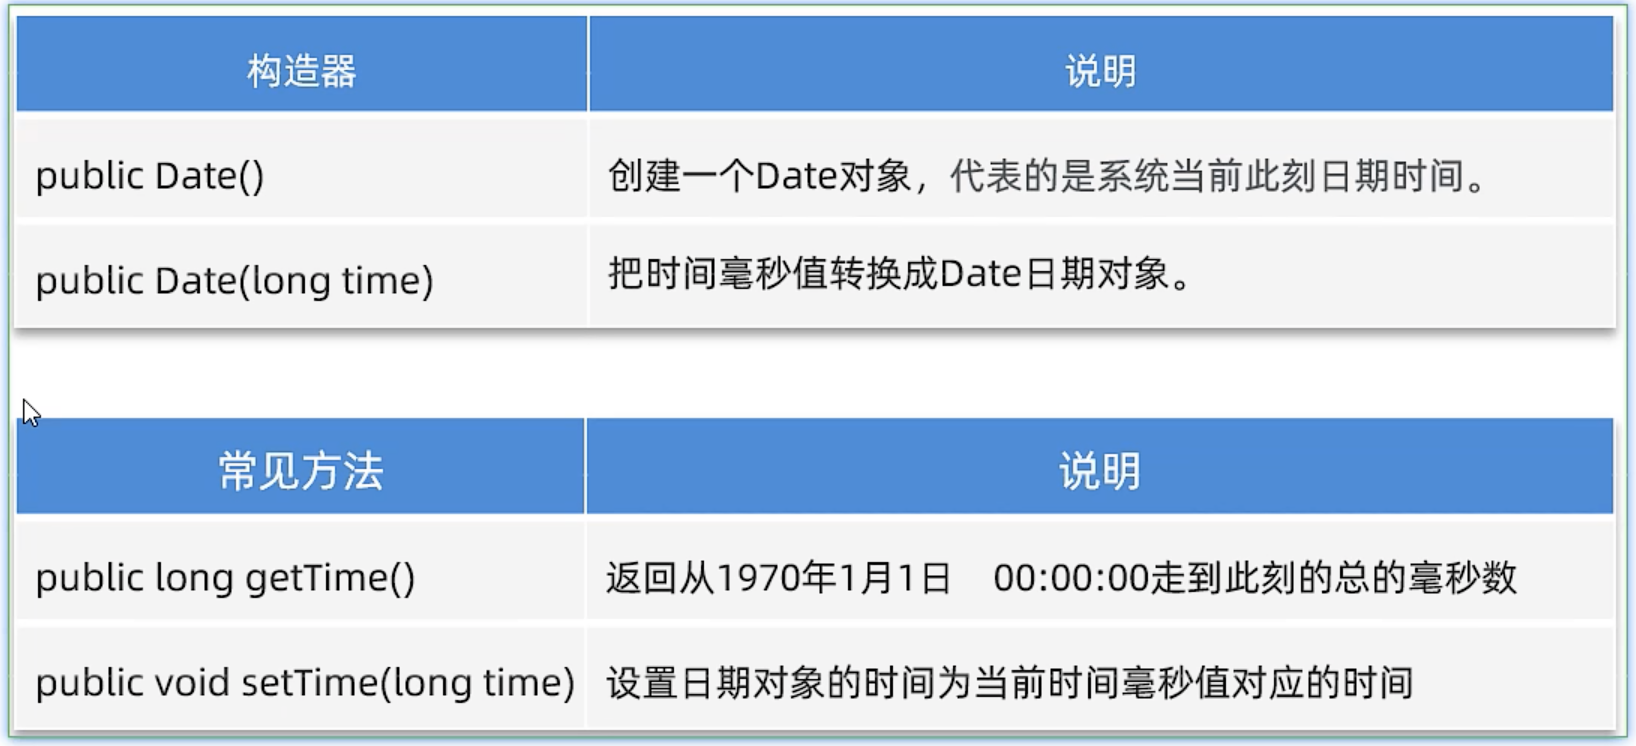 构造器 说明
public Date() 创建一个Date对象，代表的是系统当前此刻日期时间。
public Date(long time) 把时间毫秒值转换成Date日期对象。
常见方法 说明
public long getTime() 返回从1970年1月1日 00:00:00走到此刻的总的毫秒数
public void setTime(long time) 设置日期对象的时间为当前时间毫秒值对应的时间